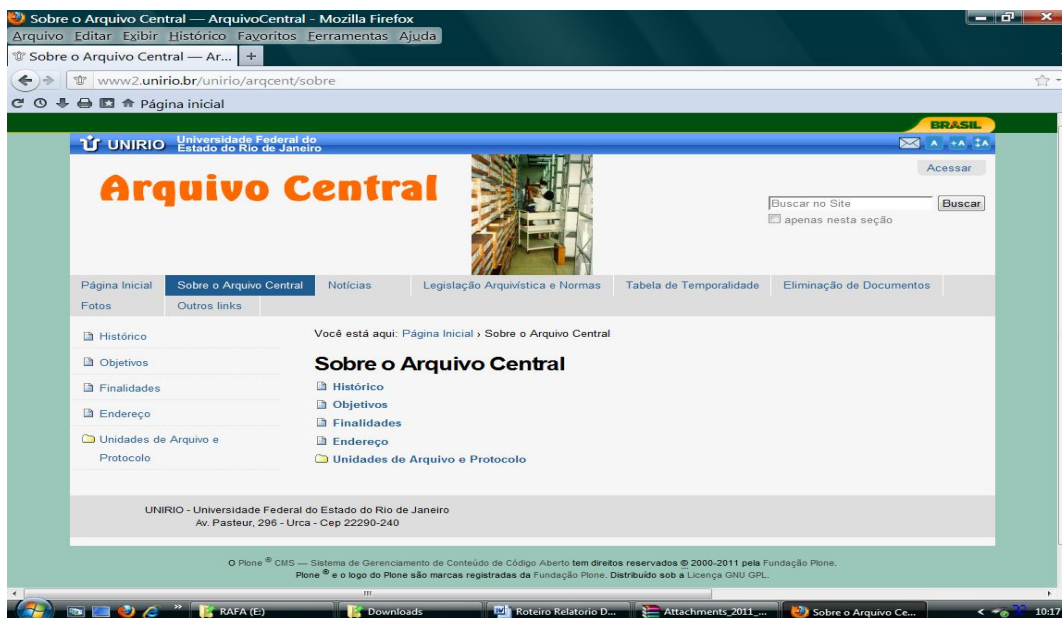 Sobre o Arquivo Central — ArquivoCentral - Mozilla Firefox
Arquivo Editar Exibir Histórico Favoritos Ferramentas Ajuda
Sobre o Arquivo Central — Ar... +
www2.unirio.br/unirio/arqcent/sobre
Página inicial
BRASIL
UNIRIO Universidade Federal do
Estado do Rio de Janeiro
A +A ‡A
Acessar
Arquivo Central
Buscar no Site Buscar
apenas nesta seção
Página Inicial Sobre o Arquivo Central Notícias Legislação Arquivística e Normas Tabela de Temporalidade Eliminação de Documentos
Fotos Outros links
Você está aqui: Página Inicial › Sobre o Arquivo Central
Histórico
Objetivos
Finalidades
Endereço
Unidades de Arquivo e
Protocolo
Sobre o Arquivo Central
Histórico
Objetivos
Finalidades
Endereço
Unidades de Arquivo e Protocolo
UNIRIO - Universidade Federal do Estado do Rio de Janeiro
Av. Pasteur, 296 - Urca - Cep 22290-240
O Plone ® CMS — Sistema de Gerenciamento de Conteúdo de Código Aberto tem direitos reservados © 2000-2011 pela Fundação Plone.
Plone ® e o logo do Plone são marcas registradas da Fundação Plone. Distribuído sob a Licença GNU GPL.
RAFA (E:) Downloads Roteiro Relatorio D... Attachments_2011_... Sobre o Arquivo Ce... 10:17